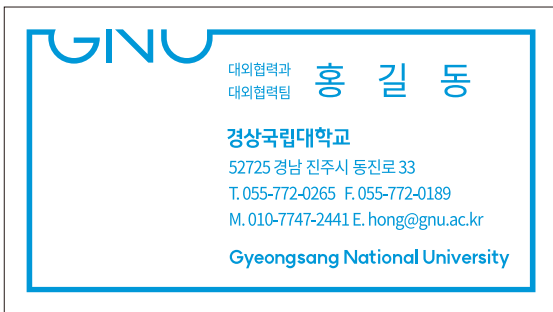 GNU
대외협력과
대외협력팀
홍 길 동
경상국립대학교
52725 경남 진주시 동진로 33
T. 055-772-0265 F. 055-772-0189
M. 010-7747-2441 E. hong@gnu.ac.kr
Gyeongsang National University